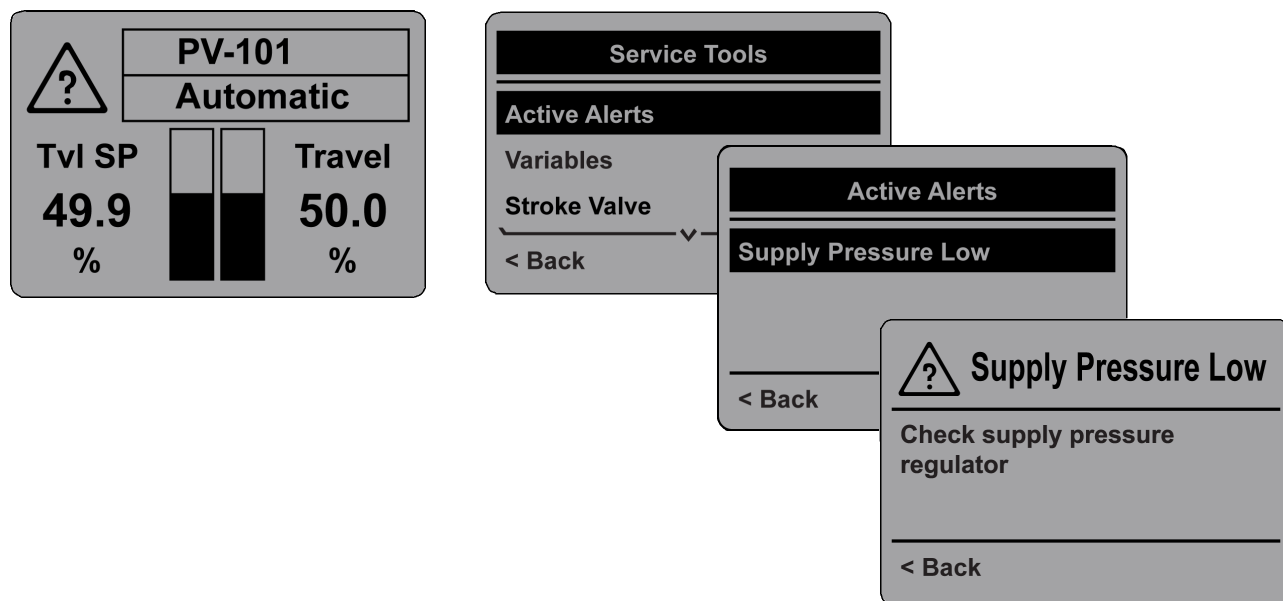 ?
PV-101
Automatic
Tvl SP
49.9
%
Travel
50.0
%
Service Tools
Active Alerts
Variables
Stroke Valve
< Back
Active Alerts
Supply Pressure Low
< Back
? Supply Pressure Low
Check supply pressure
regulator
< Back